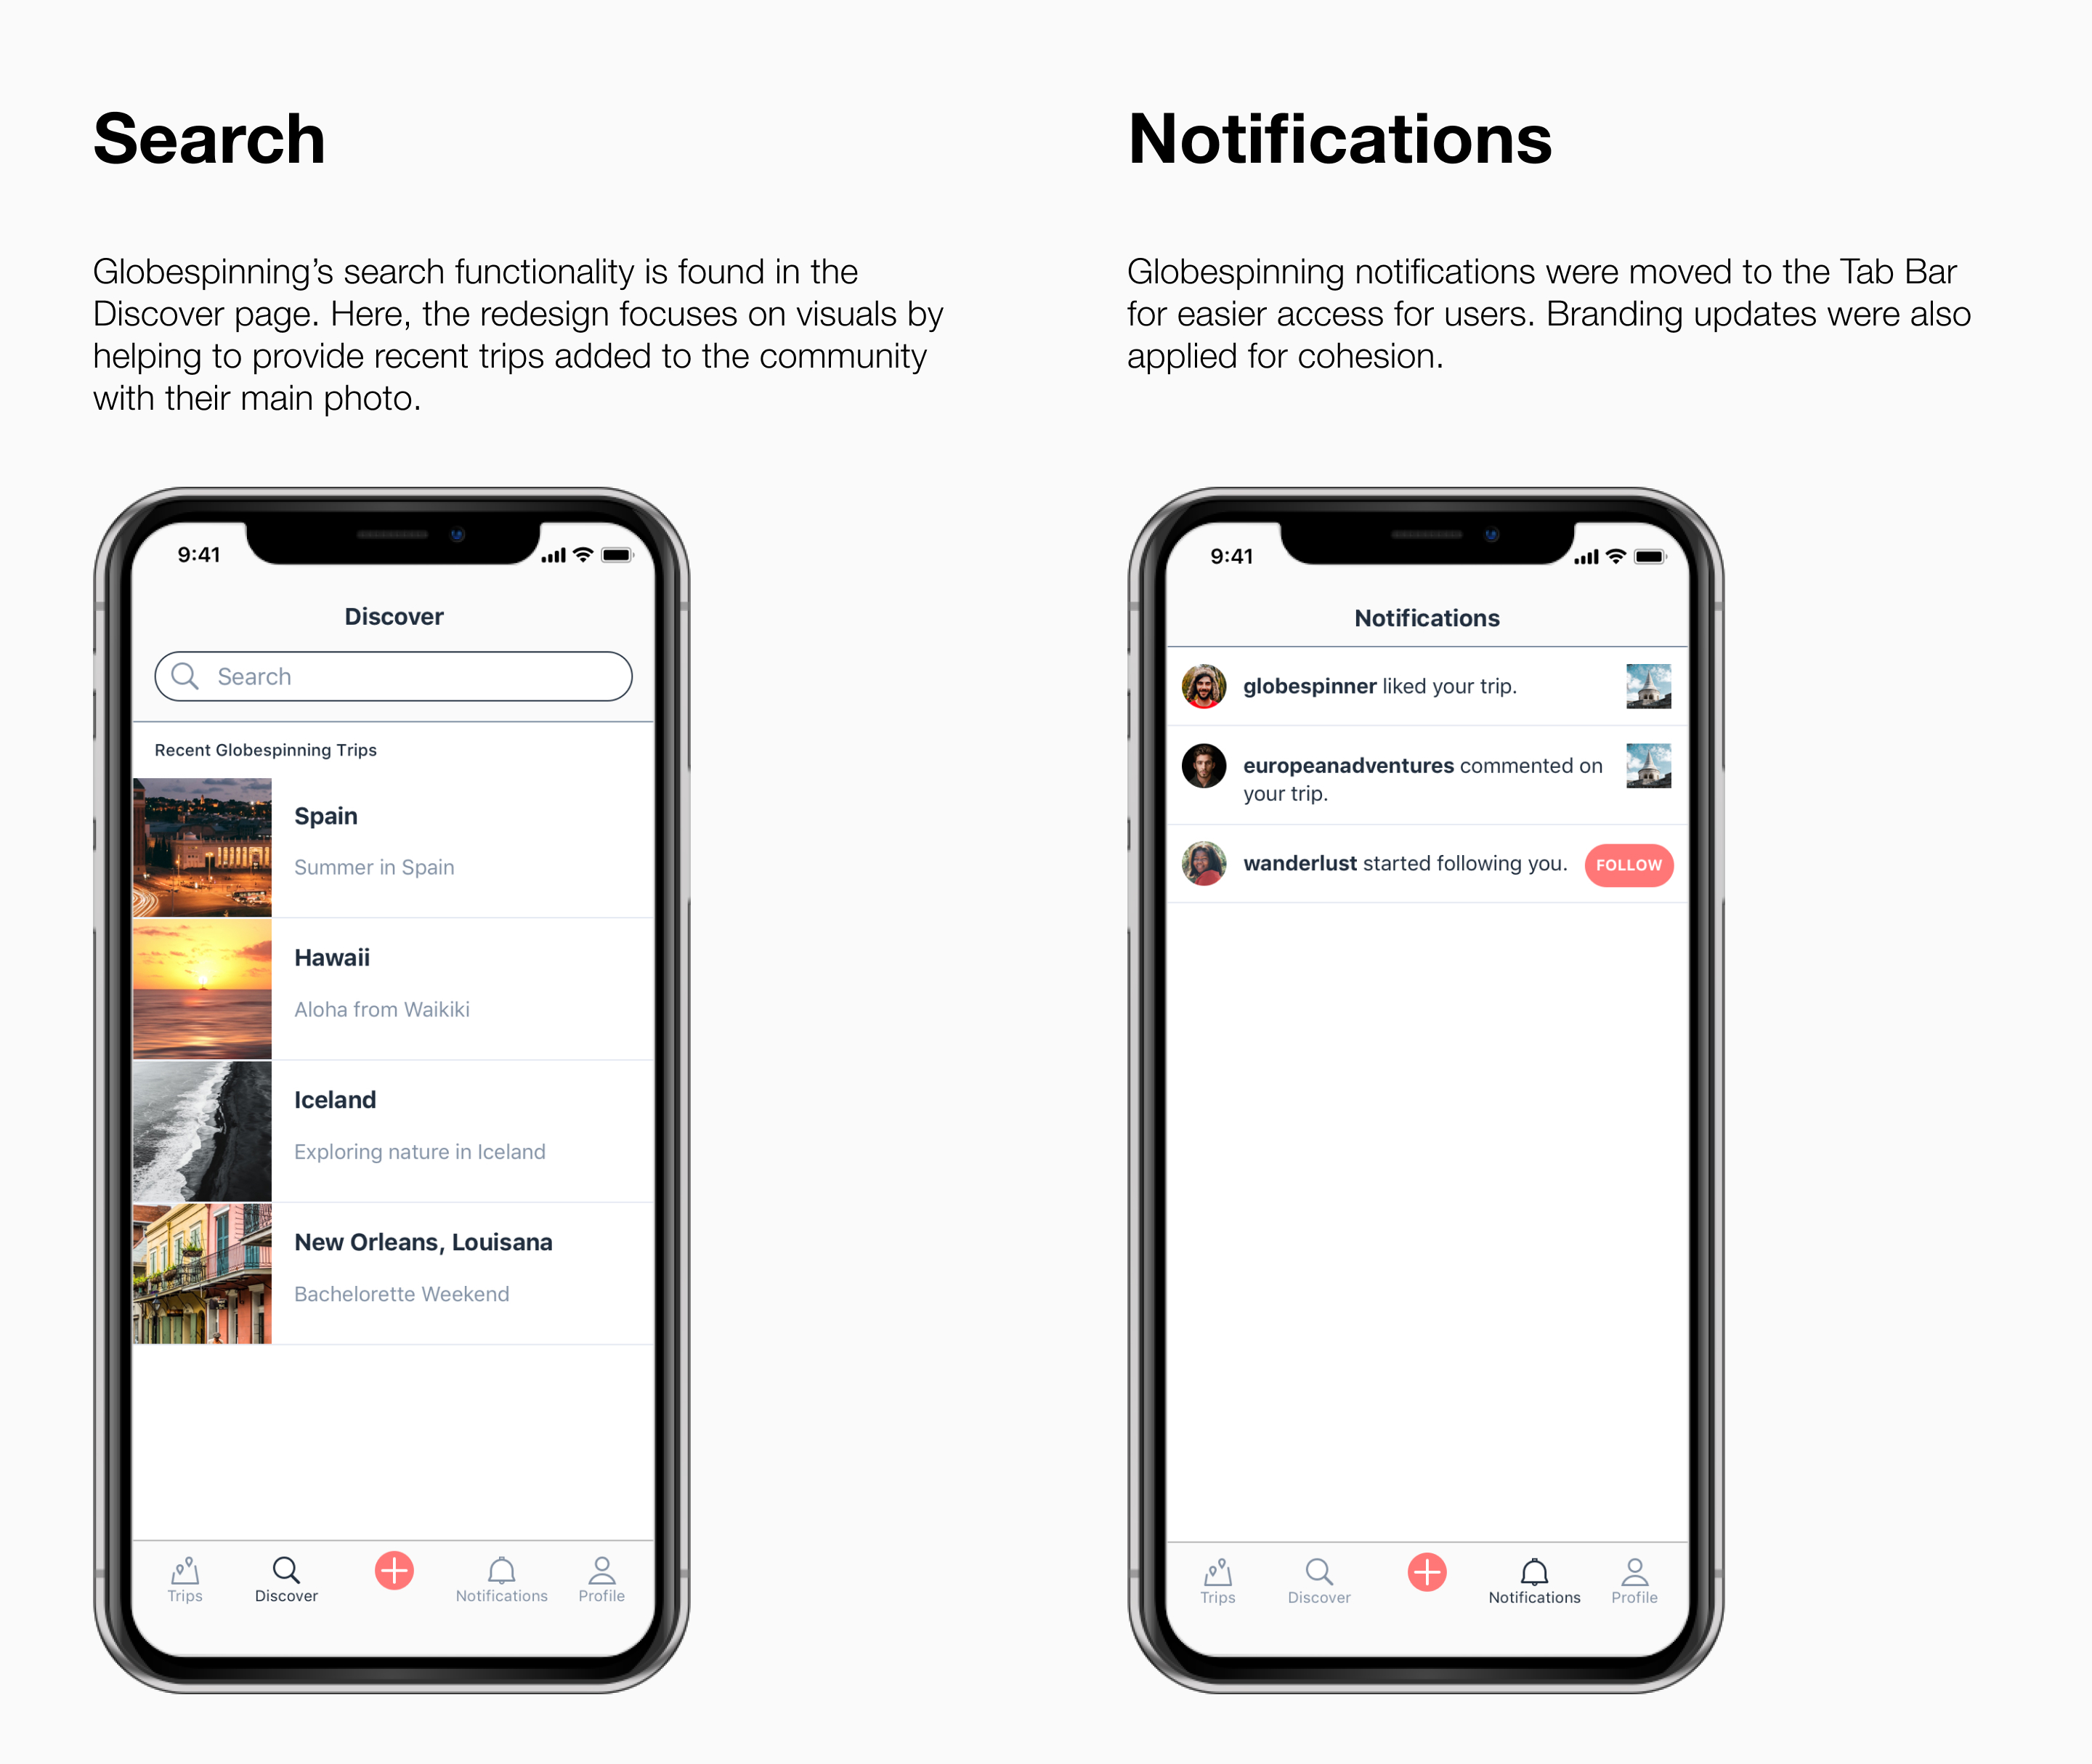 Search
Globespinning’s search functionality is found in the
Discover page. Here, the redesign focuses on visuals by
helping to provide recent trips added to the community
with their main photo.
9:41
Discover
Search
Recent Globespinning Trips
Spain
Summer in Spain
Hawaii
Aloha from Waikiki
Iceland
Exploring nature in Iceland
New Orleans, Louisana
Bachelorette Weekend
Trips
Discover
Notifications
Profile
Notifications
Globespinning notifications were moved to the Tab Bar
for easier access for users. Branding updates were also
applied for cohesion.
9:41
Notifications
globespinner liked your trip.
europeanadventures commented on
your trip.
wanderlust started following you.
FOLLOW
Trips
Discover
Notifications
Profile